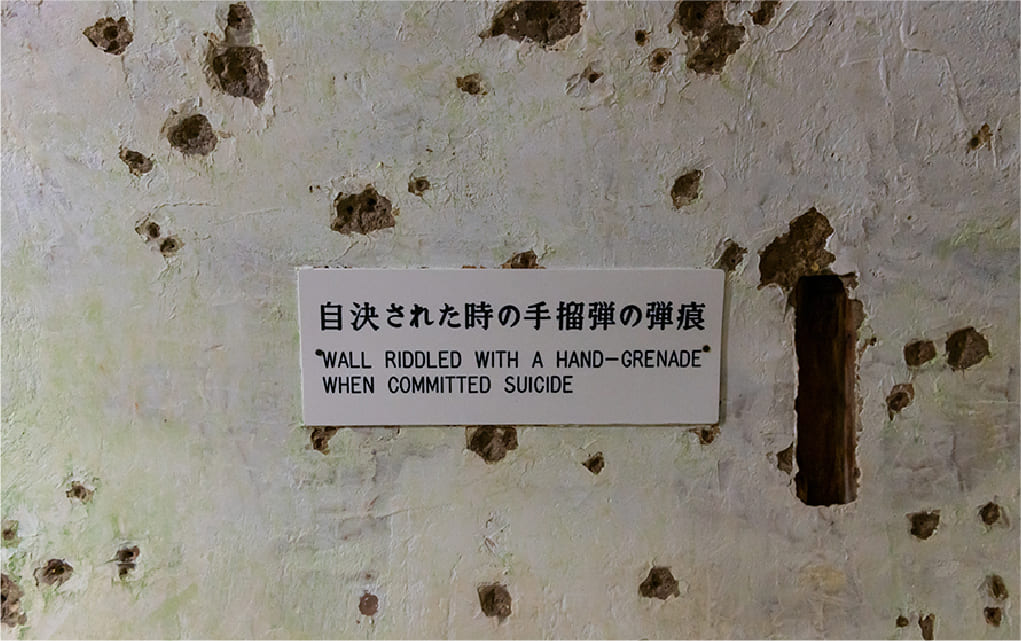 自決された時の手榴弾の弾痕
"WALL RIDDLED WITH A HAND-GRENADE"
WHEN COMMITTED SUICIDE